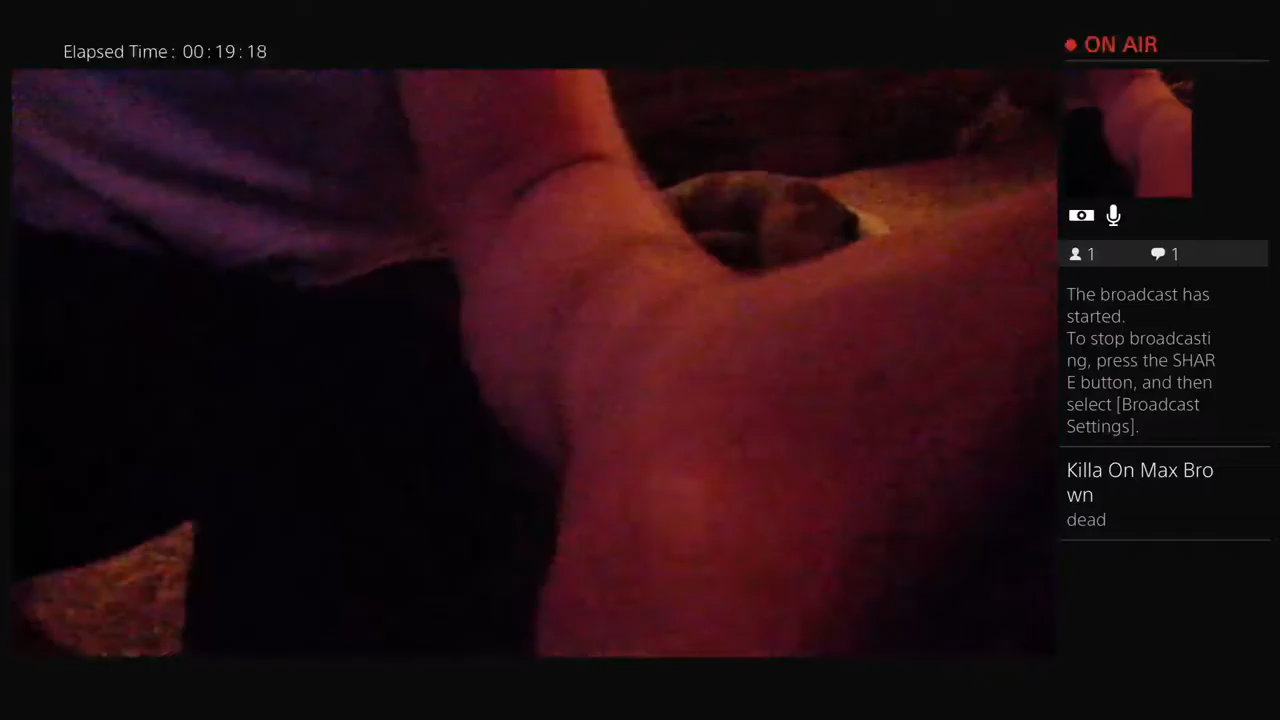 Elapsed Time: 00:19:18
ON AIR
1 1
The broadcast has
started.
To stop broadcasti
ng, press the SHAR
E button, and then
select [Broadcast
Settings].
Killa On Max Bro
wn
dead